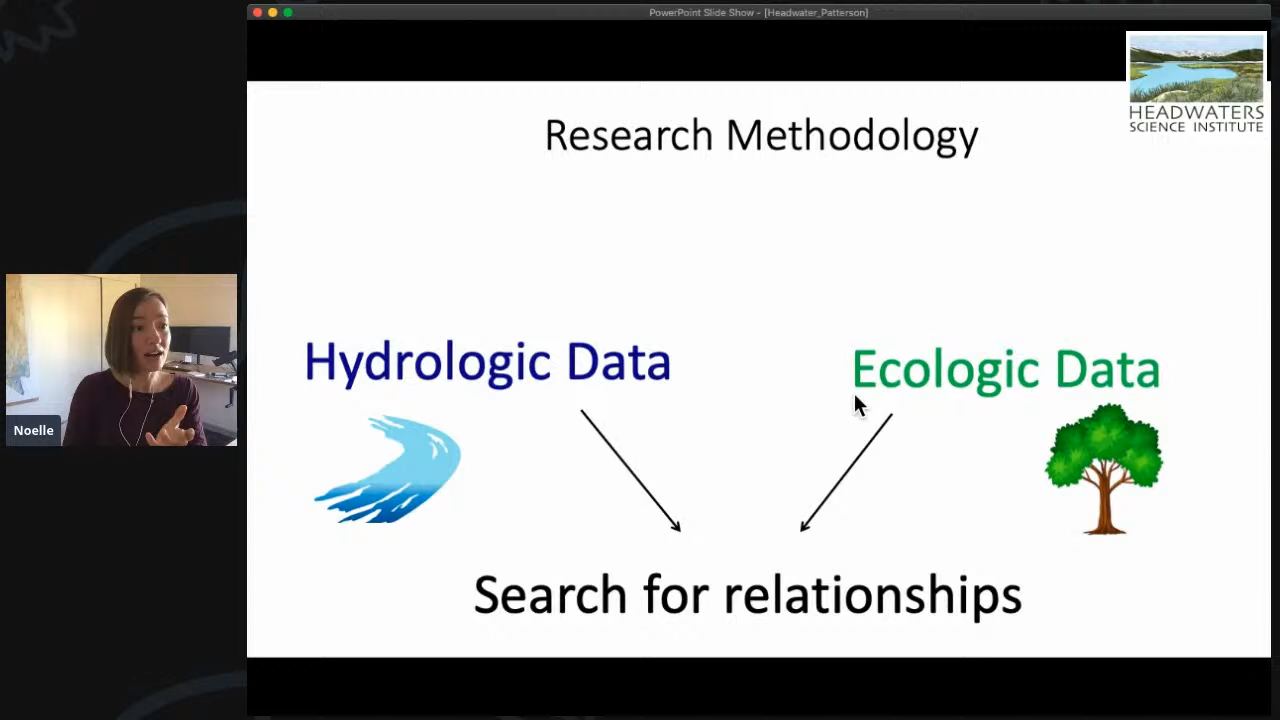 PowerPoint Slide Show - [Headwater_Patterson]
HEADWATERS
SCIENCE INSTITUTE
Research Methodology
Hydrologic Data
Ecologic Data
Noelle
Search for relationships